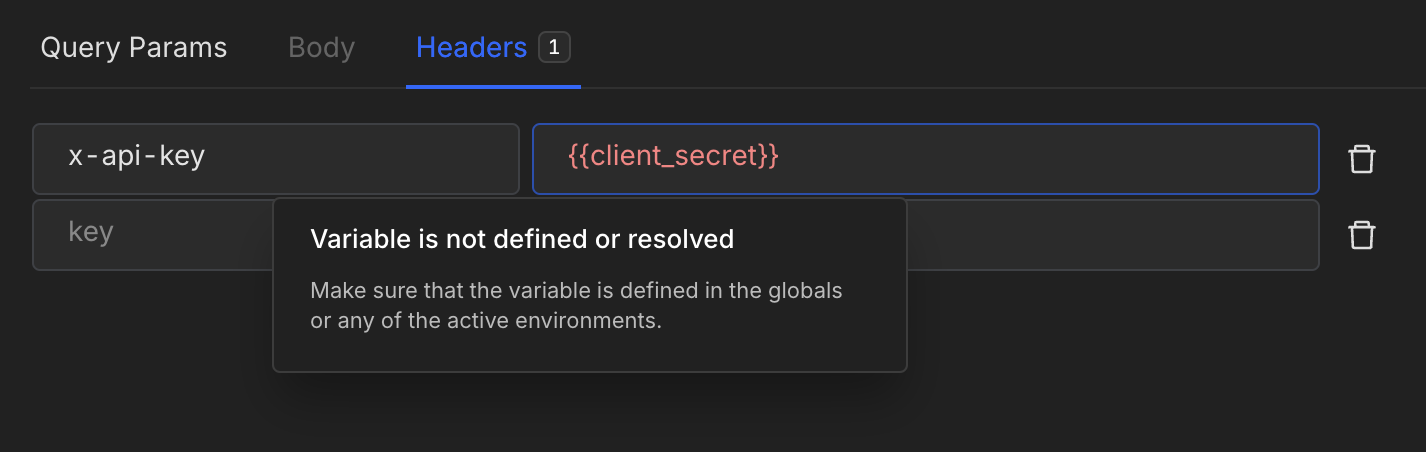 Query Params Body Headers 1
x-api-key {{client_secret}}
key
Variable is not defined or resolved
Make sure that the variable is defined in the globals
or any of the active environments.